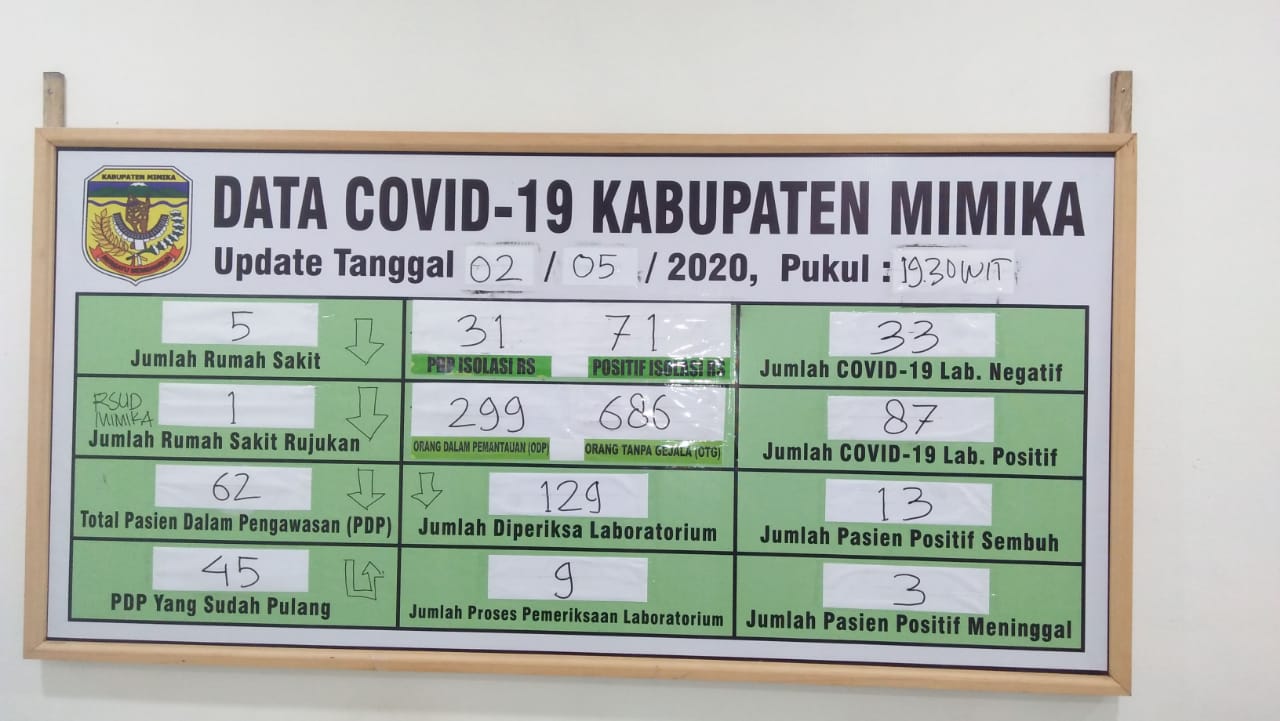 KABUPATEN MIMIKA
DATA COVID-19 KABUPATEN MIMIKA
Update Tanggal 02 / 05 / 2020, Pukul : 19.30 WIT
5
Jumlah Rumah Sakit
RSUD
MIMIKA
1
Jumlah Rumah Sakit Rujukan
62
Total Pasien Dalam Pengawasan (PDP)
45
PDP Yang Sudah Pulang
31 71
PDP ISOLASI RS POSITIF ISOLASI RS
299 686
ORANG DALAM PEMANTAUAN (ODP) ORANG TANPA GEJALA (OTG)
129
Jumlah Diperiksa Laboratorium
9
Jumlah Proses Pemeriksaan Laboratorium
33
Jumlah COVID-19 Lab. Negatif
87
Jumlah COVID-19 Lab. Positif
13
Jumlah Pasien Positif Sembuh
3
Jumlah Pasien Positif Meninggal